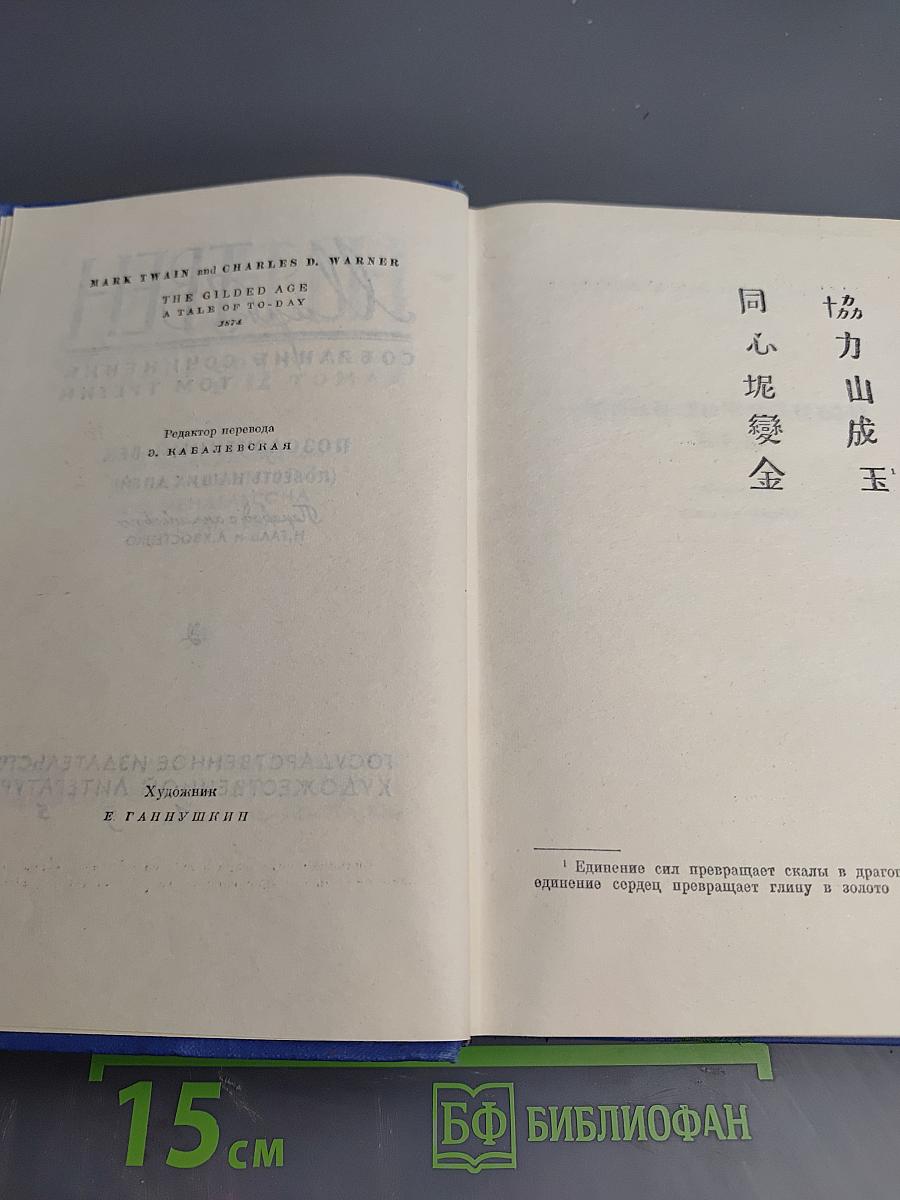 MARK TWAIN and CHARLES D. WARNER
THE GILDED AGE
A TALE OF TO-DAY
1874
Редактор перевода
Э. КАБАЛЕВСКАЯ
Художник
Е. ГАННУШКИН
協力山成玉¹
同心坭變金
¹ Единение сил превращает скалы в драго
единение сердец превращает глину в золото
15 см
БФ БИБЛИОФАН